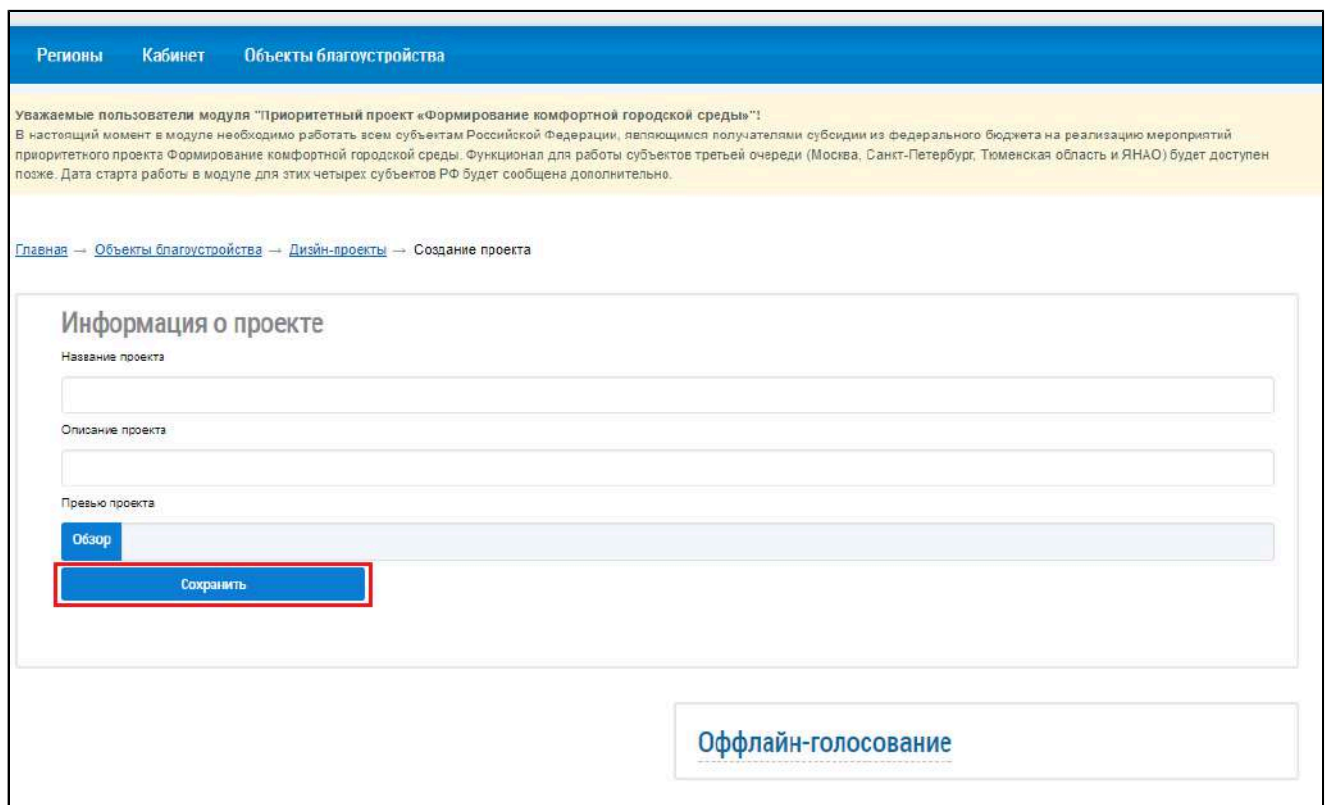 Регионы Кабинет Объекты благоустройства
Уважаемые пользователи модуля "Приоритетный проект «Формирование комфортной городской среды»"!
В настоящий момент в модуле необходимо работать всем субъектам Российской Федерации, являющимся получателями субсидии из федерального бюджета на реализацию мероприятий
приоритетного проекта Формирование комфортной городской среды. Функционал для работы субъектов третьей очереди (Москва, Санкт-Петербург, Тюменская область и ЯНАО) будет доступен
позже. Дата старта работы в модуле для этих четырех субъектов РФ будет сообщена дополнительно.
Главная → Объекты благоустройства → Дизйн-проекты → Создание проекта
Информация о проекте
Название проекта
Описание проекта
Превью проекта
Обзор
Сохранить
Оффлайн-голосование